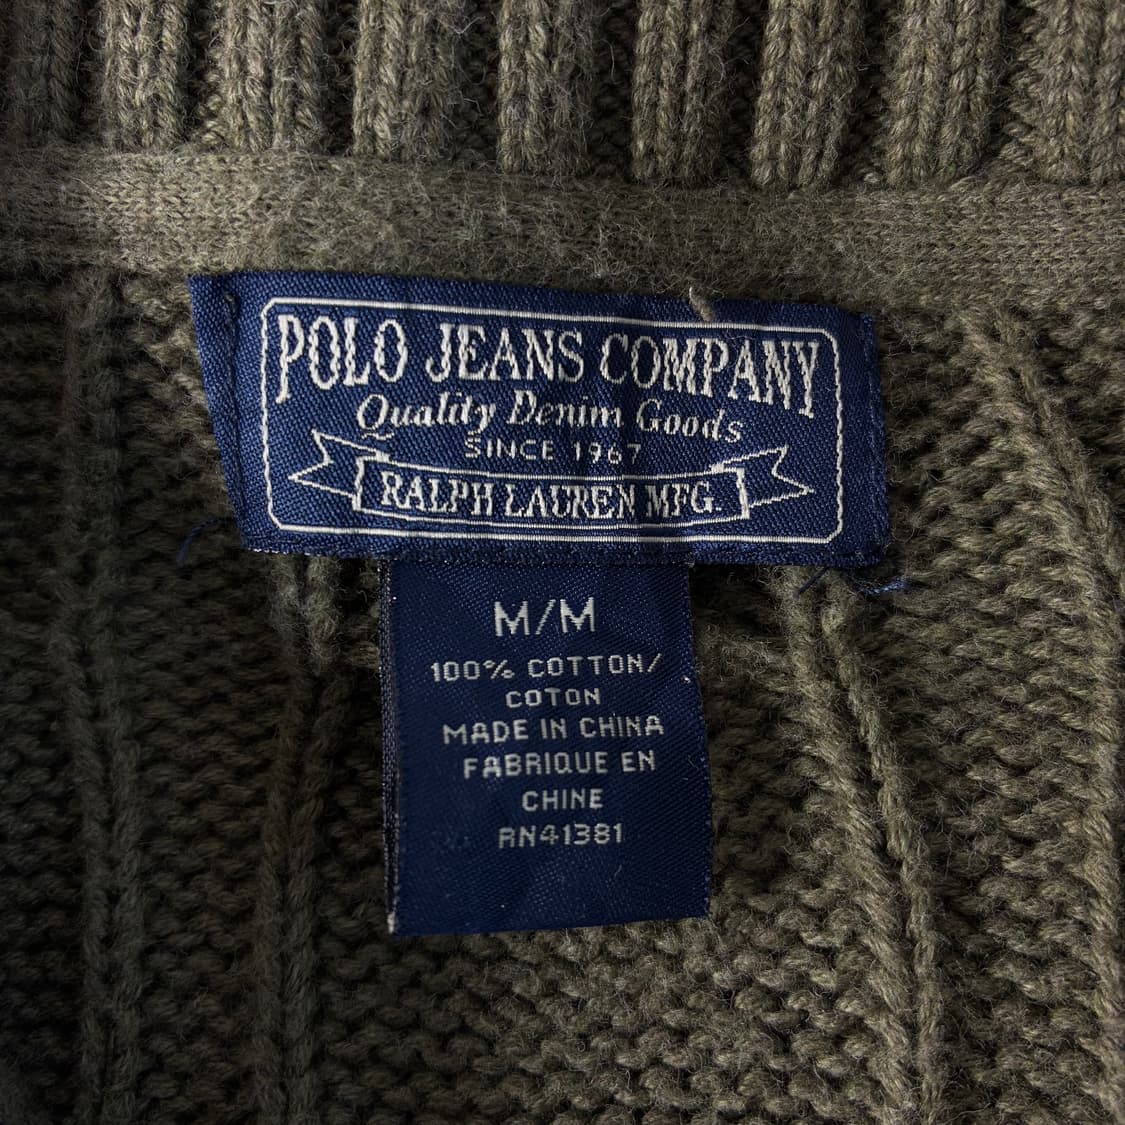 POLO JEANS COMPANY
Quality Denim Goods
SINCE 1967
RALPH LAUREN MFG.
M/M
100% COTTON/
COTON
MADE IN CHINA
FABRIQUE EN
CHINE
RN41381